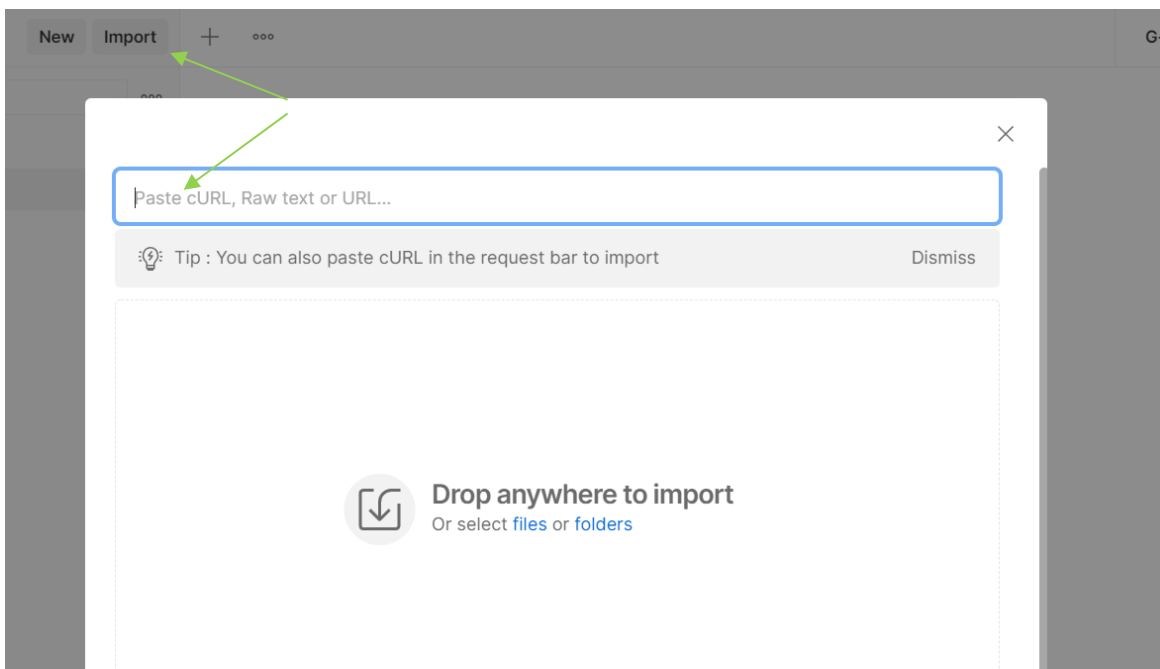 New Import
G-
Paste cURL, Raw text or URL...
Tip : You can also paste cURL in the request bar to import Dismiss
Drop anywhere to import
Or select files or folders